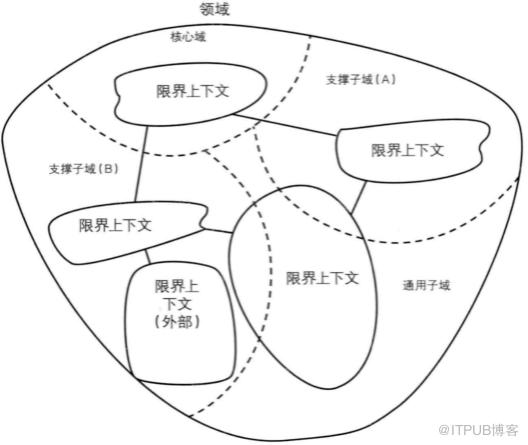 领域
核心域
限界上下文
支撑子域(A)
限界上下文
支撑子域(B)
限界上下文
限界上下文
通用子域
限界上
下文
(外部)
@ITPUB博客